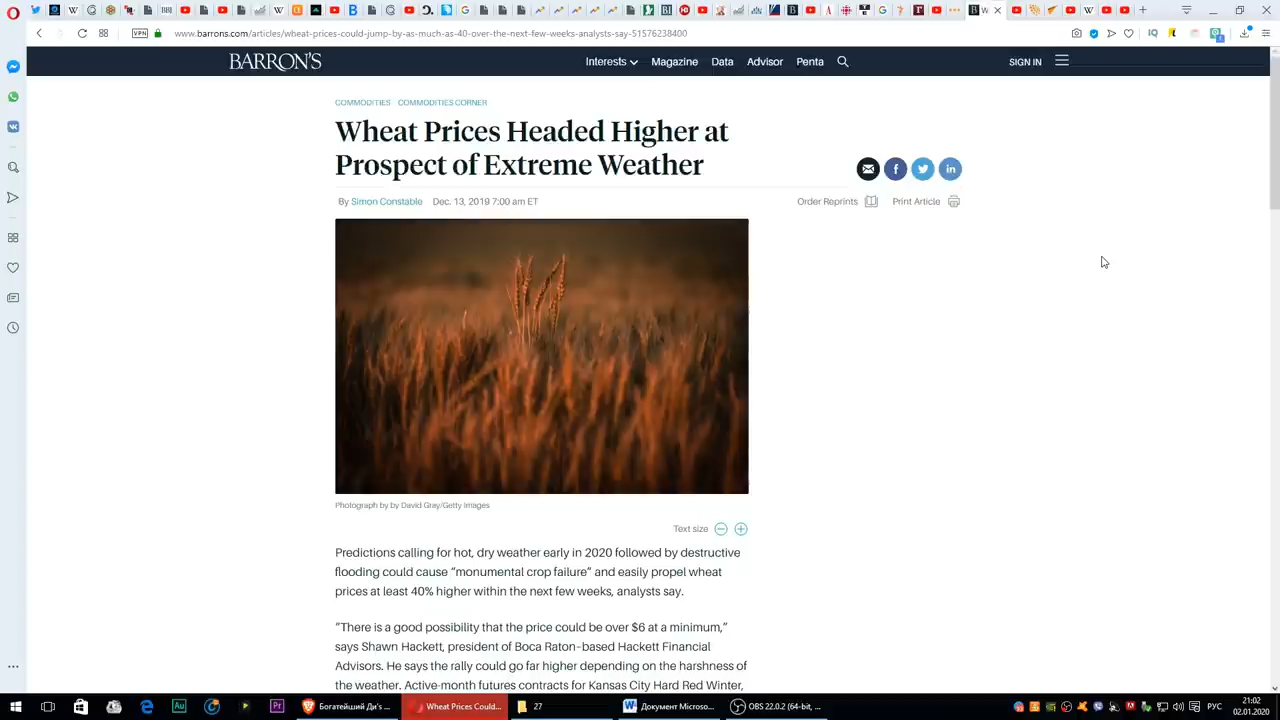 VPN
www.barrons.com/articles/wheat-prices-could-jump-by-as-much-as-40-over-the-next-few-weeks-analysts-say-51576238400
BARRON'S
Interests
Magazine
Data
Advisor
Penta
SIGN IN
COMMODITIES COMMODITIES CORNER
Wheat Prices Headed Higher at
Prospect of Extreme Weather
By Simon Constable Dec. 13, 2019 7:00 am ET
Order Reprints
Print Article
Photograph by by David Gray/Getty Images
Text size
Predictions calling for hot, dry weather early in 2020 followed by destructive
flooding could cause “monumental crop failure” and easily propel wheat
prices at least 40% higher within the next few weeks, analysts say.
“There is a good possibility that the price could be over $6 at a minimum,”
says Shawn Hackett, president of Boca Raton–based Hackett Financial
Advisors. He says the rally could go far higher depending on the harshness of
the weather. Active-month futures contracts for Kansas City Hard Red Winter,
Богатейший Ди's ...
Wheat Prices Could...
27
Документ Microso...
OBS 22.0.2 (64-bit, ...
РУС
21:02
02.01.2020